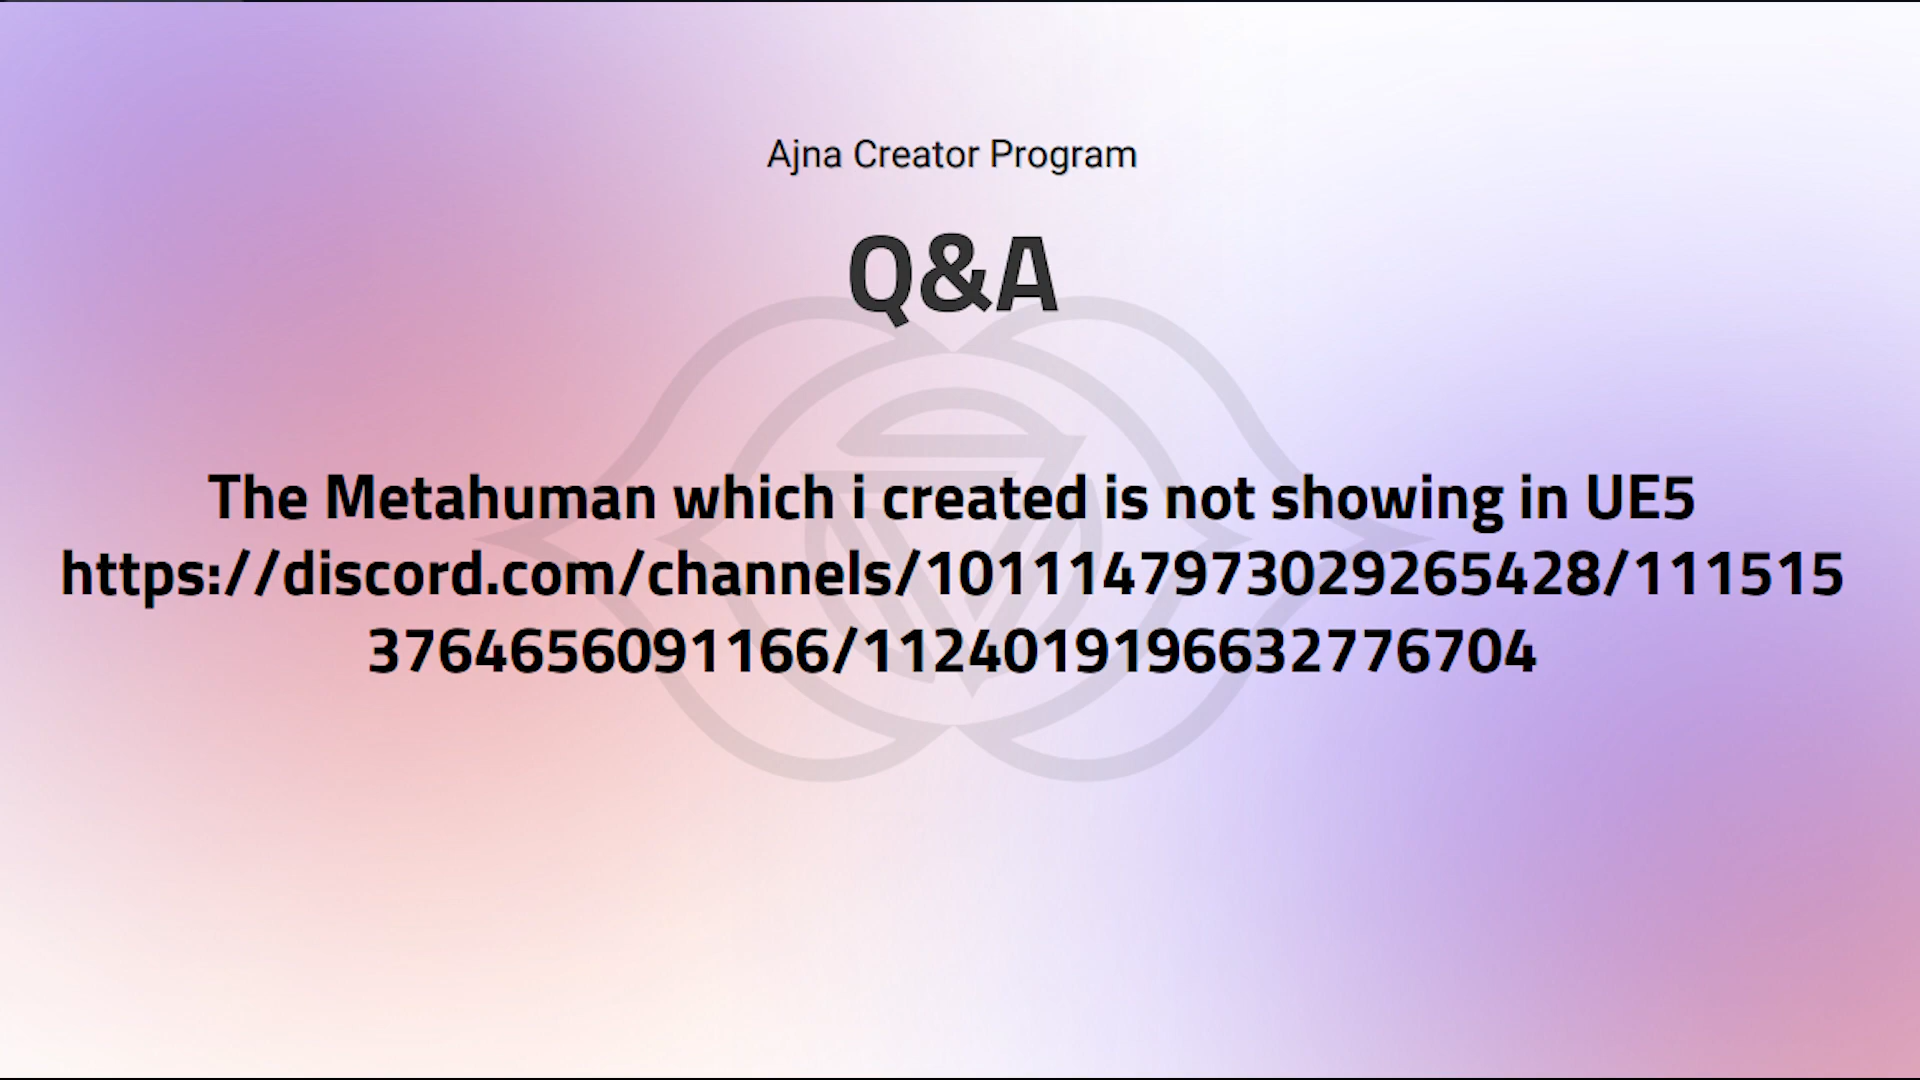 Ajna Creator Program
Q&A
The Metahuman which i created is not showing in UE5
https://discord.com/channels/1011147973029265428/111515
3764656091166/1124019196632776704